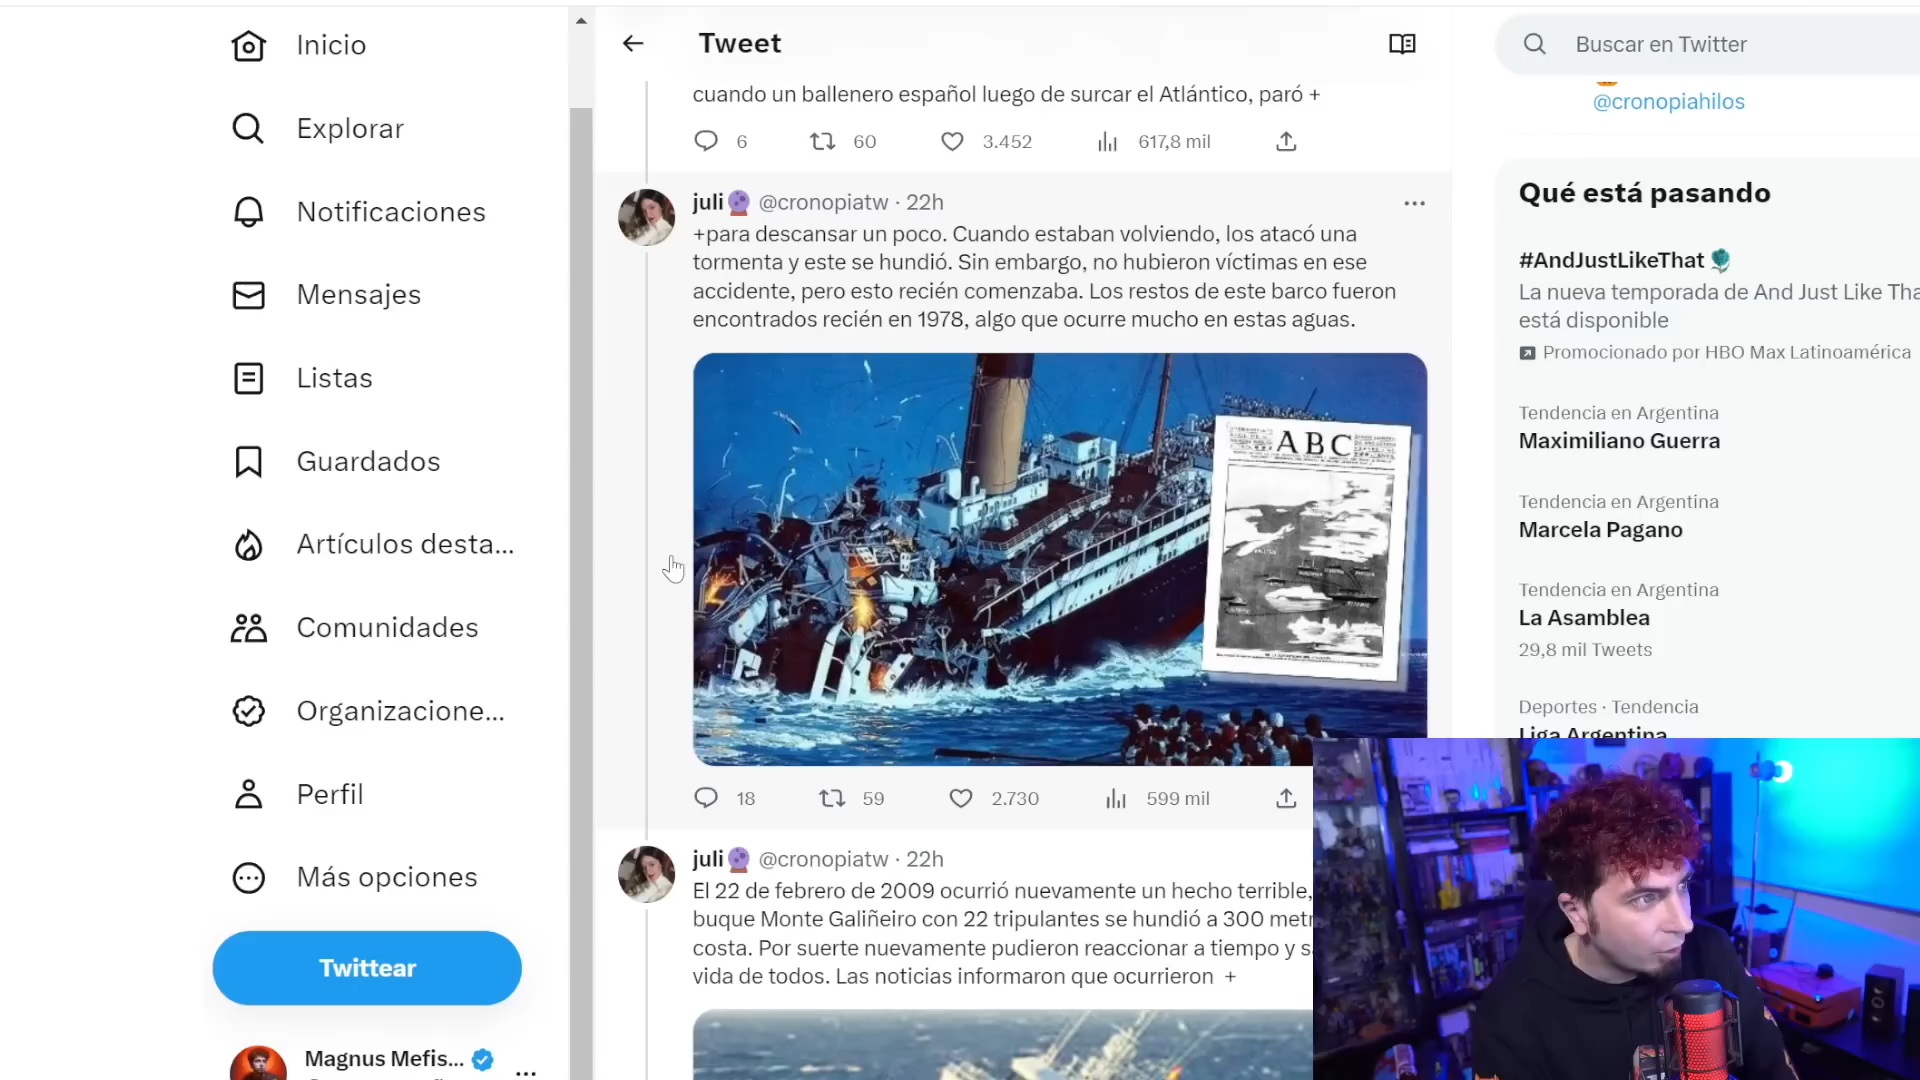 Inicio
Explorar
Notificaciones
Mensajes
Listas
Guardados
Artículos desta...
Comunidades
Organizacione...
Perfil
Más opciones
Twittear
Magnus Mefis...
Tweet
cuando un ballenero español luego de surcar el Atlántico, paró +
6 60 3.452 617,8 mil
juli @cronopiatw · 22h
+para descansar un poco. Cuando estaban volviendo, los atacó una
tormenta y este se hundió. Sin embargo, no hubieron víctimas en ese
accidente, pero esto recién comenzaba. Los restos de este barco fueron
encontrados recién en 1978, algo que ocurre mucho en estas aguas.
ABC
18 59 2.730 599 mil
juli @cronopiatw · 22h
El 22 de febrero de 2009 ocurrió nuevamente un hecho terrible,
buque Monte Galiñeiro con 22 tripulantes se hundió a 300 metr
costa. Por suerte nuevamente pudieron reaccionar a tiempo y s
vida de todos. Las noticias informaron que ocurrieron +
Buscar en Twitter
@cronopiahilos
Qué está pasando
#AndJustLikeThat
La nueva temporada de And Just Like Tha
está disponible
Promocionado por HBO Max Latinoamérica
Tendencia en Argentina
Maximiliano Guerra
Tendencia en Argentina
Marcela Pagano
Tendencia en Argentina
La Asamblea
29,8 mil Tweets
Deportes · Tendencia
Liga Argentina